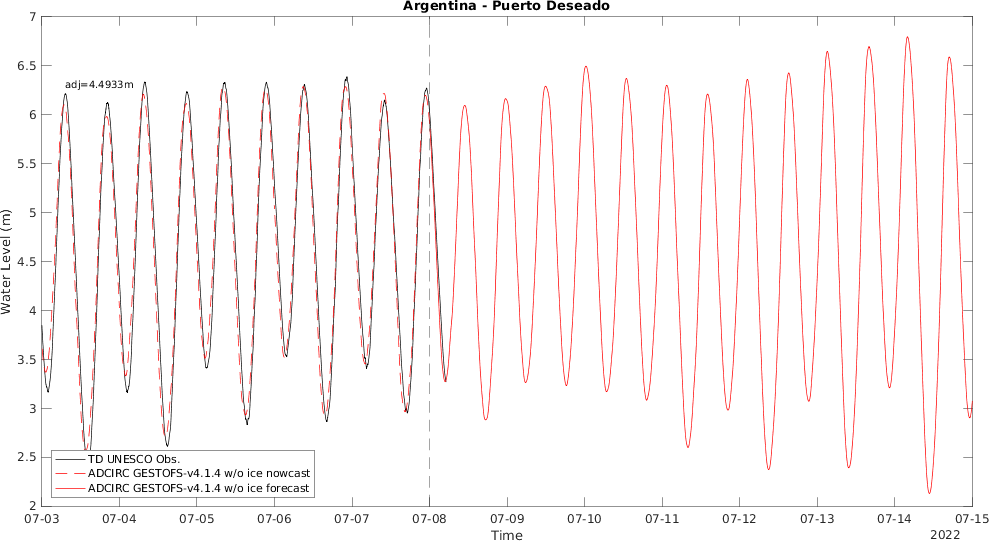 Argentina - Puerto Deseado
7
6.5
adj=4.4933m
6
5.5
5
Water Level (m)
4.5
4
3.5
3
2.5
2
TD UNESCO Obs.
ADCIRC GESTOFS-v4.1.4 w/o ice nowcast
ADCIRC GESTOFS-v4.1.4 w/o ice forecast
07-03 07-04 07-05 07-06 07-07 07-08 07-09 07-10 07-11 07-12 07-13 07-14 07-15
Time
2022